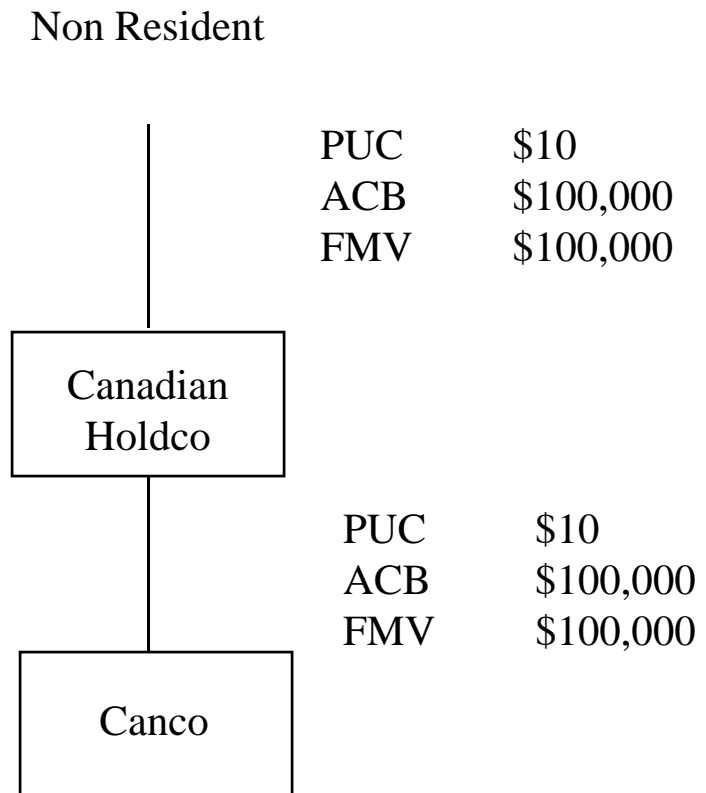 Non Resident
PUC $10
ACB $100,000
FMV $100,000
Canadian
Holdco
PUC $10
ACB $100,000
FMV $100,000
Canco